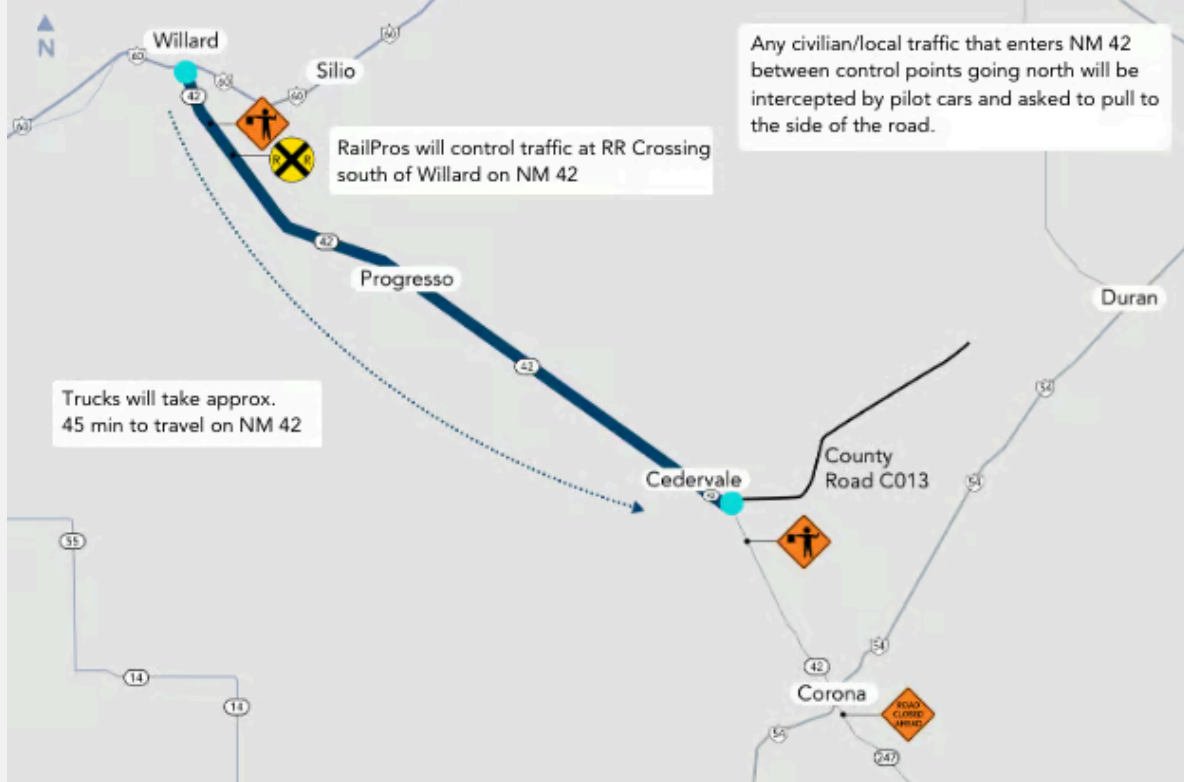 N
Willard
Silio
60
60
60
60
60
42
Any civilian/local traffic that enters NM 42
between control points going north will be
intercepted by pilot cars and asked to pull to
the side of the road.
R R
RailPros will control traffic at RR Crossing
south of Willard on NM 42
42
Progresso
Duran
42
54
Trucks will take approx.
45 min to travel on NM 42
County
Road C013
Cedervale
42
54
55
54
14
42
14
Corona
ROAD
CLOSED
AHEAD
54
247